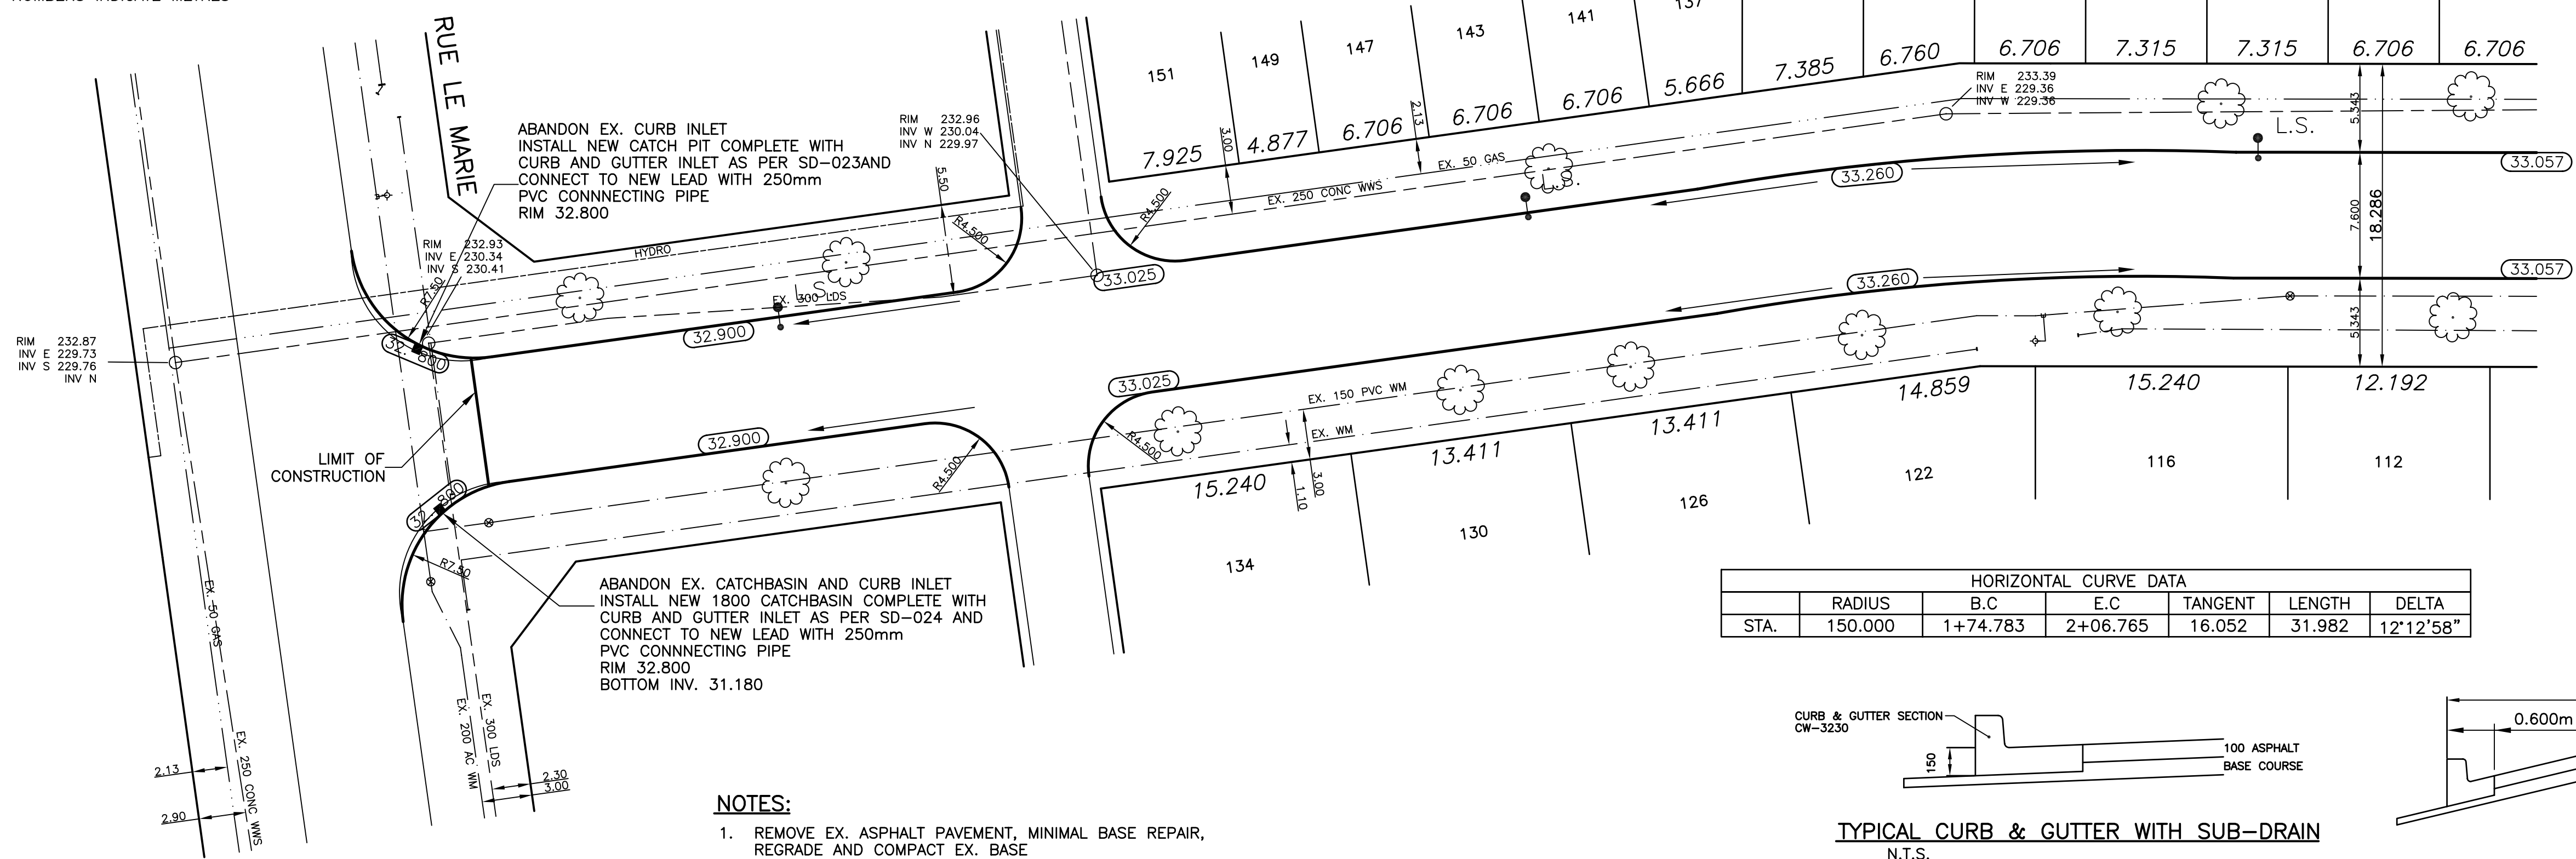 RUE LE MARIE
ABANDON EX. CURB INLET
INSTALL NEW CATCH PIT COMPLETE WITH
CURB AND GUTTER INLET AS PER SD-023AND
CONNECT TO NEW LEAD WITH 250mm
PVC CONNNECTING PIPE
RIM 32.800
RIM 232.96
INV W 230.04
INV N 229.97
151
149
147
143
141
137
7.925
4.877
6.706
6.706
6.706
5.666
7.385
6.760
6.706
7.315
7.315
6.706
6.706
3.00
2.13
EX. 50 GAS
EX. 250 CONC WWS
RIM 233.39
INV E 229.36
INV W 229.36
L.S.
L.S.
5.343
7.600
18.286
5.343
33.057
33.260
33.260
33.057
5.50
R4.500
R4.500
HYDRO
RIM 232.93
INV E 230.34
INV S 230.41
R7.50
L.S.
EX. 300 LDS
33.025
32.900
32.800
RIM 232.87
INV E 229.73
INV S 229.76
INV N
33.025
32.900
R4.500
R4.500
EX. 150 PVC WM
EX. WM
15.240
13.411
13.411
14.859
15.240
12.192
3.00
1.10
134
130
126
122
116
112
LIMIT OF
CONSTRUCTION
32.800
R7.50
ABANDON EX. CATCHBASIN AND CURB INLET
INSTALL NEW 1800 CATCHBASIN COMPLETE WITH
CURB AND GUTTER INLET AS PER SD-024 AND
CONNECT TO NEW LEAD WITH 250mm
PVC CONNNECTING PIPE
RIM 32.800
BOTTOM INV. 31.180
EX. 50 GAS
EX. 250 CONC WWS
EX. 200 AC WM
EX. 300 LDS
2.13
2.90
2.30
3.00
HORIZONTAL CURVE DATA
RADIUS B.C E.C TANGENT LENGTH DELTA
STA. 150.000 1+74.783 2+06.765 16.052 31.982 12°12'58"
CURB & GUTTER SECTION
CW-3230
150
100 ASPHALT
BASE COURSE
0.600m
TYPICAL CURB & GUTTER WITH SUB-DRAIN
N.T.S.
NOTES:
1. REMOVE EX. ASPHALT PAVEMENT, MINIMAL BASE REPAIR,
REGRADE AND COMPACT EX. BASE